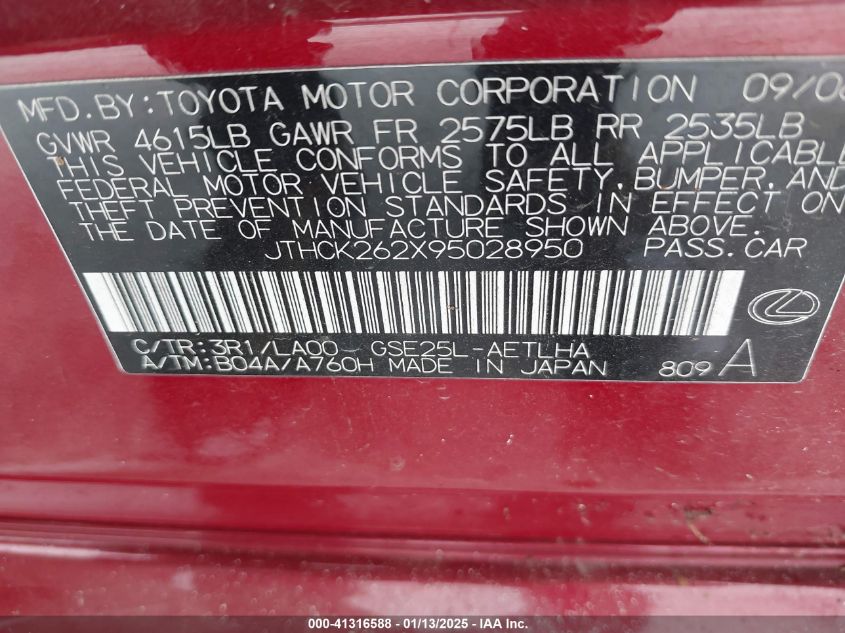 MFD.BY:TOYOTA MOTOR CORPORATION 09/08
GVWR 4615LB GAWR FR 2575LB RR 2535LB
THIS VEHICLE CONFORMS TO ALL APPLICABLE
FEDERAL MOTOR VEHICLE SAFETY,BUMPER,AND
THEFT PREVENTION STANDARDS IN EFFECT ON
THE DATE OF MANUFACTURE SHOWN ABOVE.
JTHCK262X95028950 PASS.CAR
C/TR:3R1/LA00 GSE25L-AETLHA
A/TM:B04A/A760H MADE IN JAPAN 809 A
000-41316588 - 01/13/2025 - IAA Inc.